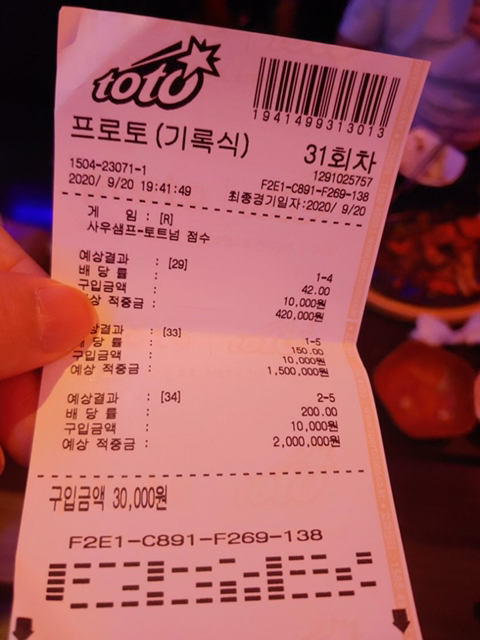 toto
1941499313013
프로토(기록식) 31회차
1504-23071-1 1291025757
2020/ 9/20 19:41:49 F2E1-C891-F269-138
최종경기일자:2020/ 9/20
게 임 : [R]
사우샘프-토트넘 점수
예상결과 : [29] 1-4
배 당 률 : 42.00
구입금액 : 10,000원
상 적중금 : 420,000원
상결과 : [33] 1-5
당 률 : 150.00
구입금액 : 10,000원
예상 적중금 : 1,500,000원
예상결과 : [34] 2-5
배 당 률 : 200.00
구입금액 : 10,000원
예상 적중금 : 2,000,000원
구입금액 30,000원
F2E1-C891-F269-138